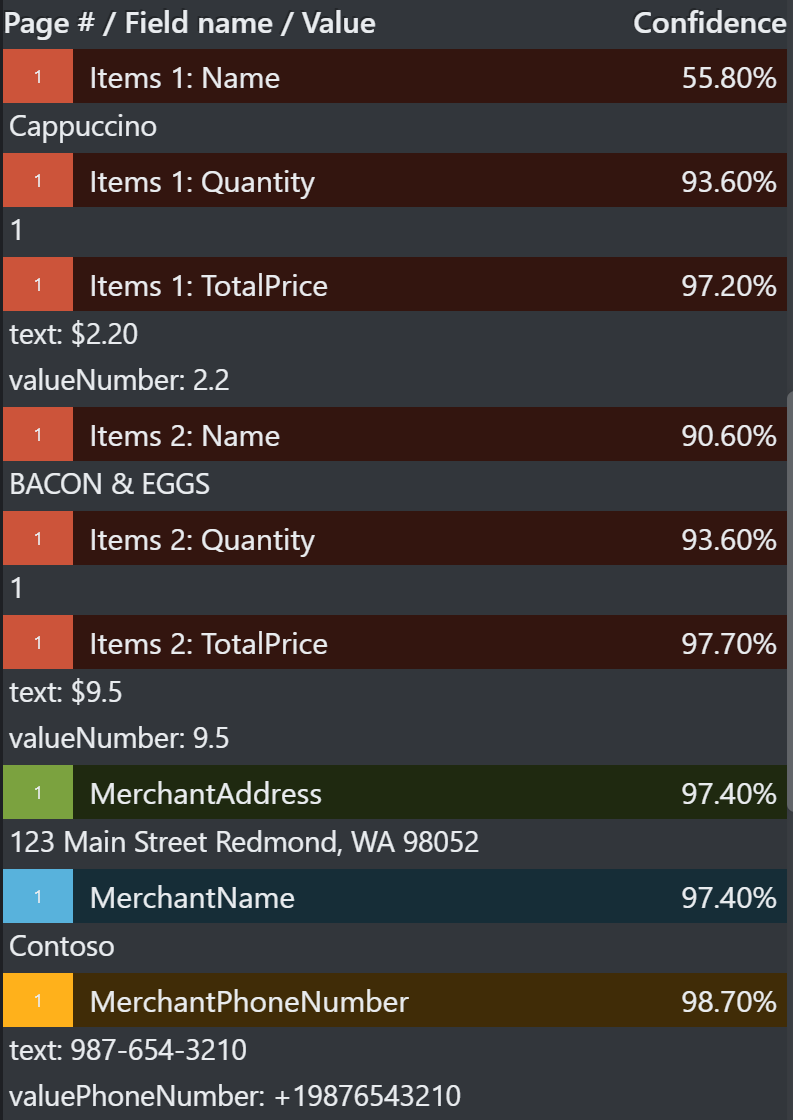 Page # / Field name / Value Confidence
1 Items 1: Name 55.80%
Cappuccino
1 Items 1: Quantity 93.60%
1
1 Items 1: TotalPrice 97.20%
text: $2.20
valueNumber: 2.2
1 Items 2: Name 90.60%
BACON & EGGS
1 Items 2: Quantity 93.60%
1
1 Items 2: TotalPrice 97.70%
text: $9.5
valueNumber: 9.5
1 MerchantAddress 97.40%
123 Main Street Redmond, WA 98052
1 MerchantName 97.40%
Contoso
1 MerchantPhoneNumber 98.70%
text: 987-654-3210
valuePhoneNumber: +19876543210